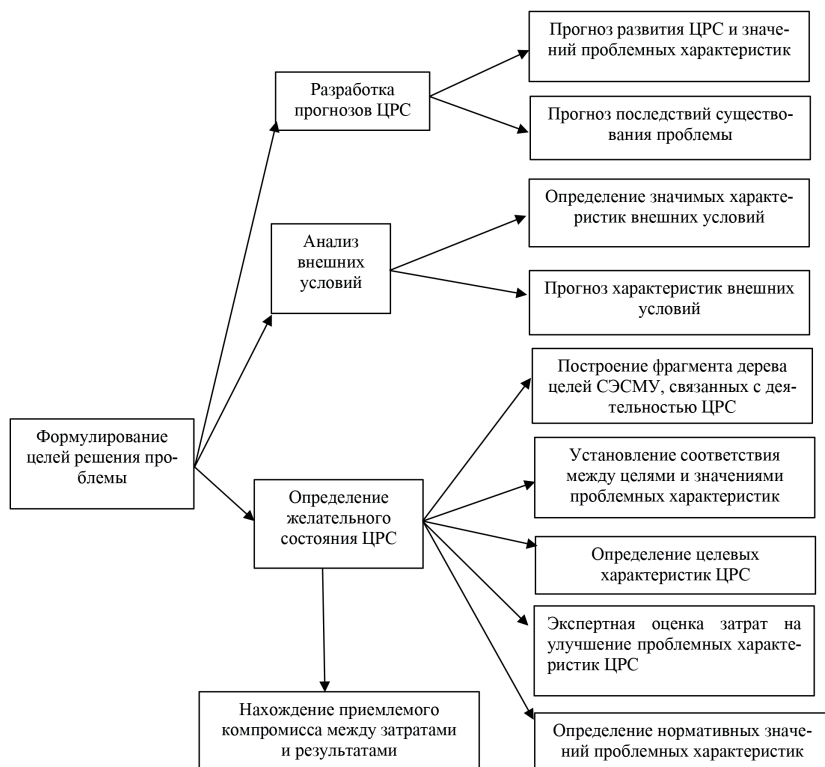 Прогноз развития ЦРС и значе-
ний проблемных характеристик
Разработка
прогнозов ЦРС
Прогноз последствий существо-
вания проблемы
Определение значимых характе-
ристик внешних условий
Анализ
внешних
условий
Прогноз характеристик внешних
условий
Построение фрагмента дерева
целей СЭСМУ, связанных с дея-
тельностью ЦРС
Формулирование
целей решения про-
блемы
Установление соответствия
между целями и значениями
проблемных характеристик
Определение
желательного
состояния ЦРС
Определение целевых
характеристик ЦРС
Экспертная оценка затрат на
улучшение проблемных характе-
ристик ЦРС
Нахождение приемлемого
компромисса между затратами
и результатами
Определение нормативных значе-
ний проблемных характеристик